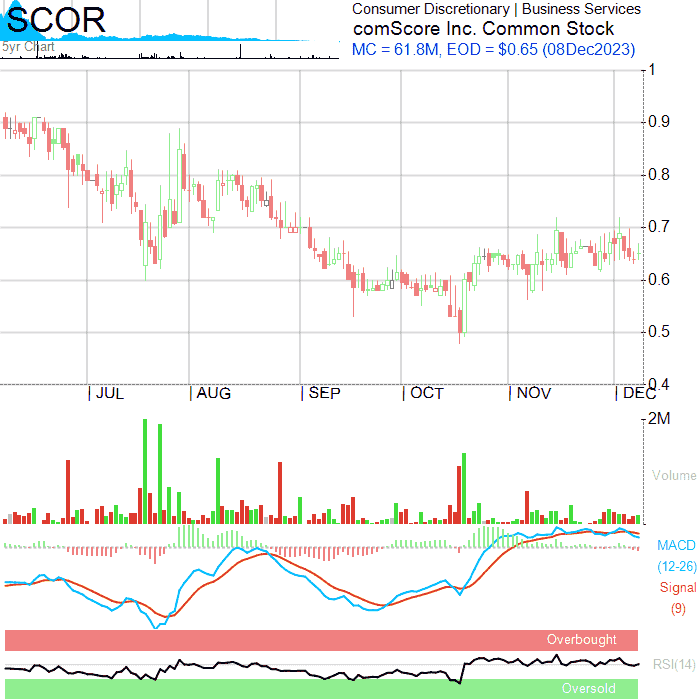 SCOR
5yr Chart
Consumer Discretionary | Business Services
comScore Inc. Common Stock
MC = 61.8M, EOD = $0.65 (08Dec2023)
1
0.9
0.8
0.7
0.6
0.5
0.4
JUL AUG SEP OCT NOV DEC
2M
Volume
MACD
(12-26)
Signal
(9)
Overbought
RSI(14)
Oversold